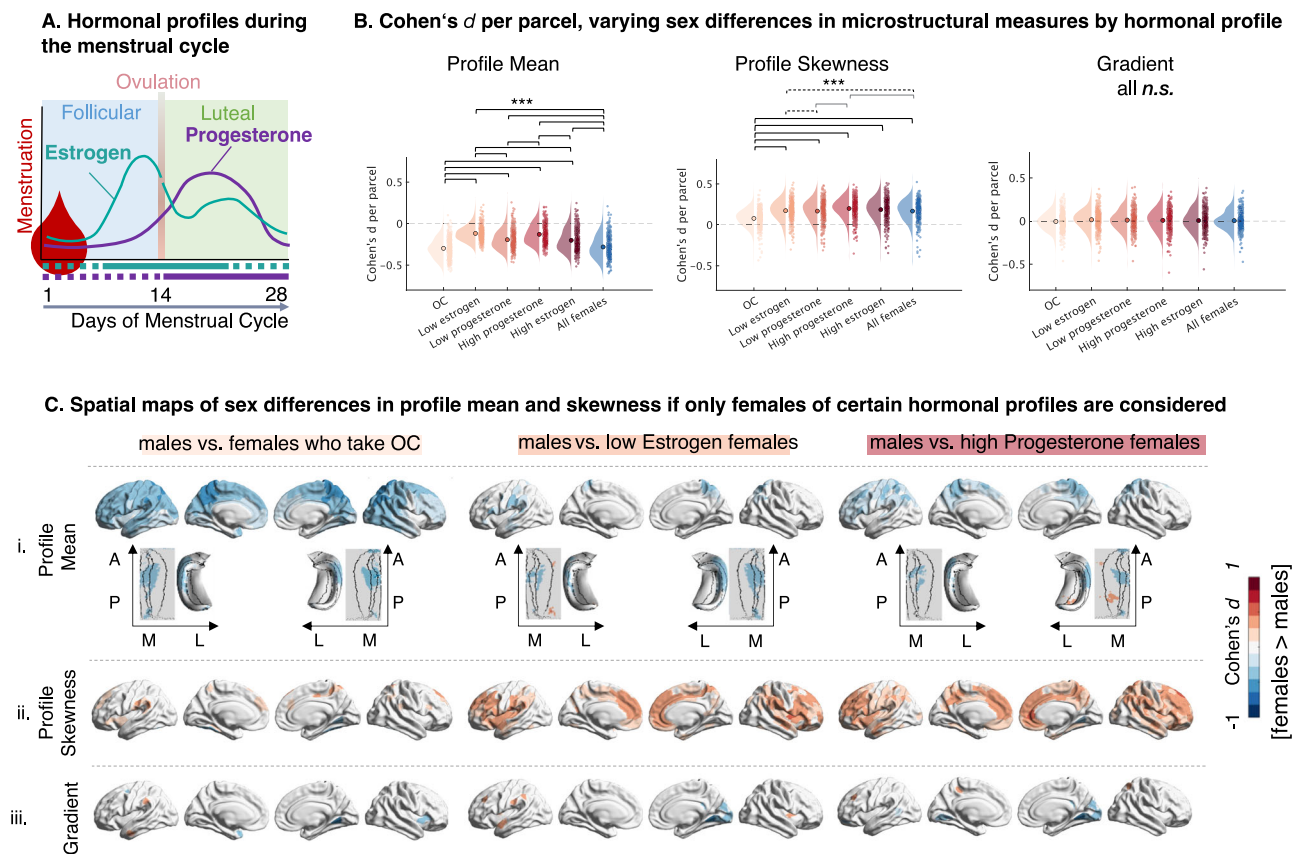 A. Hormonal profiles during
the menstrual cycle
Ovulation
Follicular
Luteal
Progesterone
Estrogen
Menstruation
1
14
28
Days of Menstrual Cycle
B. Cohen‘s d per parcel, varying sex differences in microstructural measures by hormonal profile
Profile Mean
***
Cohen's d per parcel
0.5
0
−0.5
OC
Low estrogen
Low progesterone
High progesterone
High estrogen
All females
Profile Skewness
***
Cohen's d per parcel
0.5
0
−0.5
OC
Low estrogen
Low progesterone
High progesterone
High estrogen
All females
Gradient
all n.s.
Cohen's d per parcel
0.5
0
−0.5
OC
Low estrogen
Low progesterone
High progesterone
High estrogen
All females
C. Spatial maps of sex differences in profile mean and skewness if only females of certain hormonal profiles are considered
males vs. females who take OC
males vs. low Estrogen females
males vs. high Progesterone females
i.
Profile
Mean
A
P
M
L
A
P
L
M
A
P
M
L
A
P
L
M
A
P
M
L
A
P
L
M
ii.
Profile
Skewness
iii.
Gradient
-1
Cohen‘s d
1
[females > males]